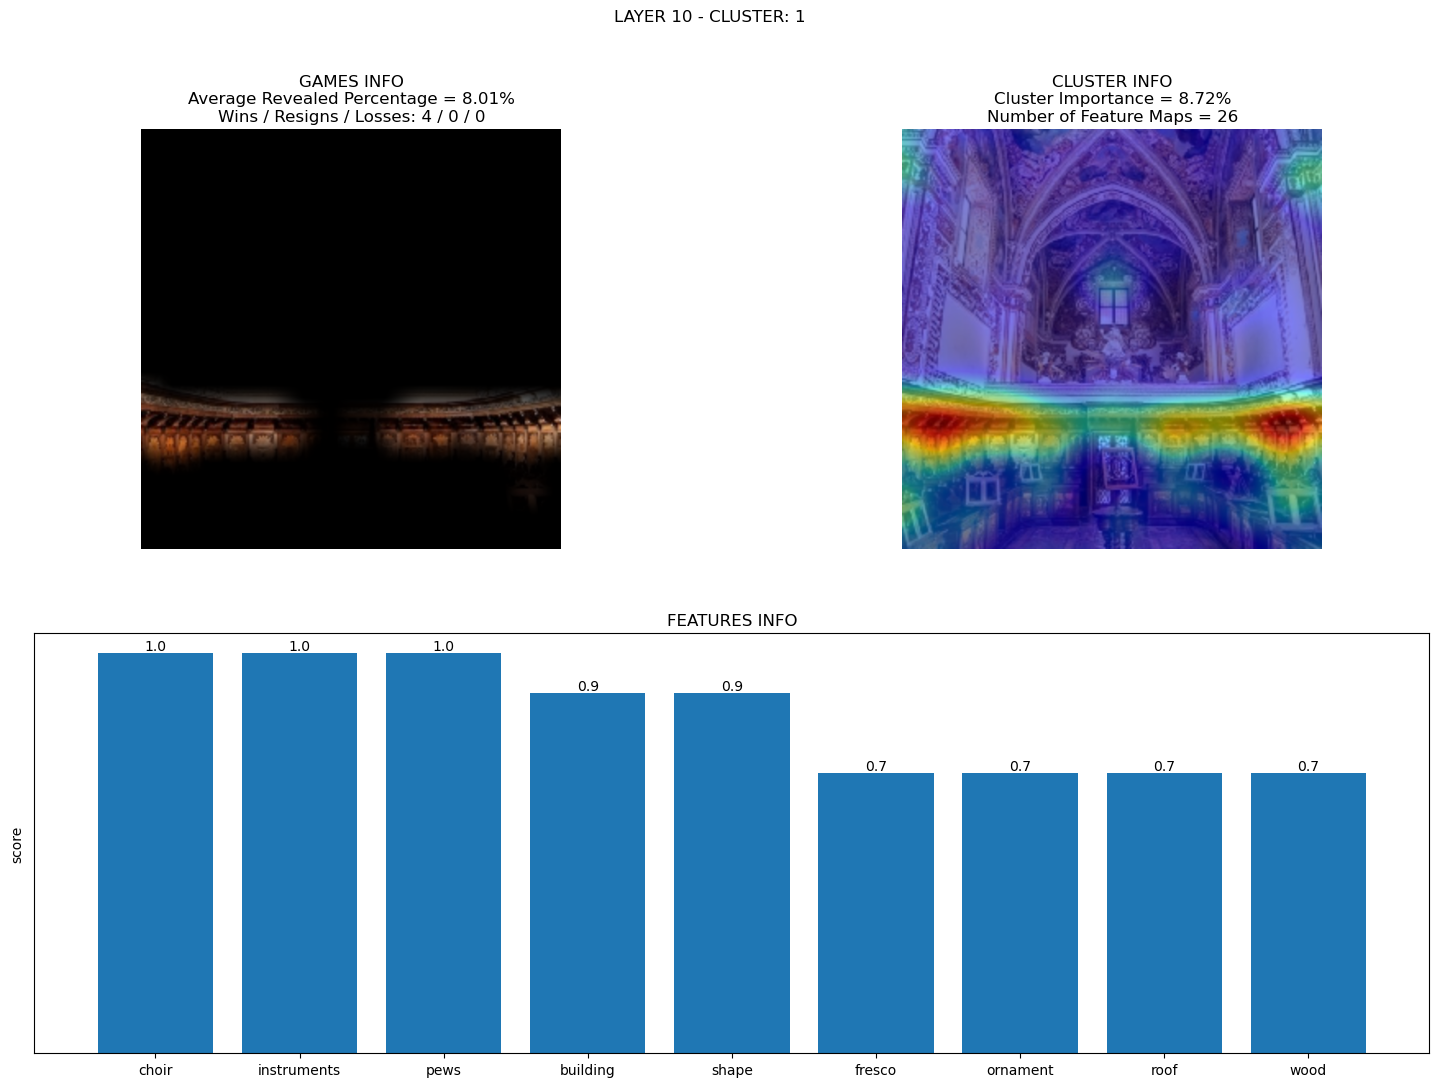 LAYER 10 - CLUSTER: 1
GAMES INFO
Average Revealed Percentage = 8.01%
Wins / Resigns / Losses: 4 / 0 / 0
CLUSTER INFO
Cluster Importance = 8.72%
Number of Feature Maps = 26
FEATURES INFO
score
1.0 1.0 1.0 0.9 0.9 0.7 0.7 0.7 0.7
choir instruments pews building shape fresco ornament roof wood